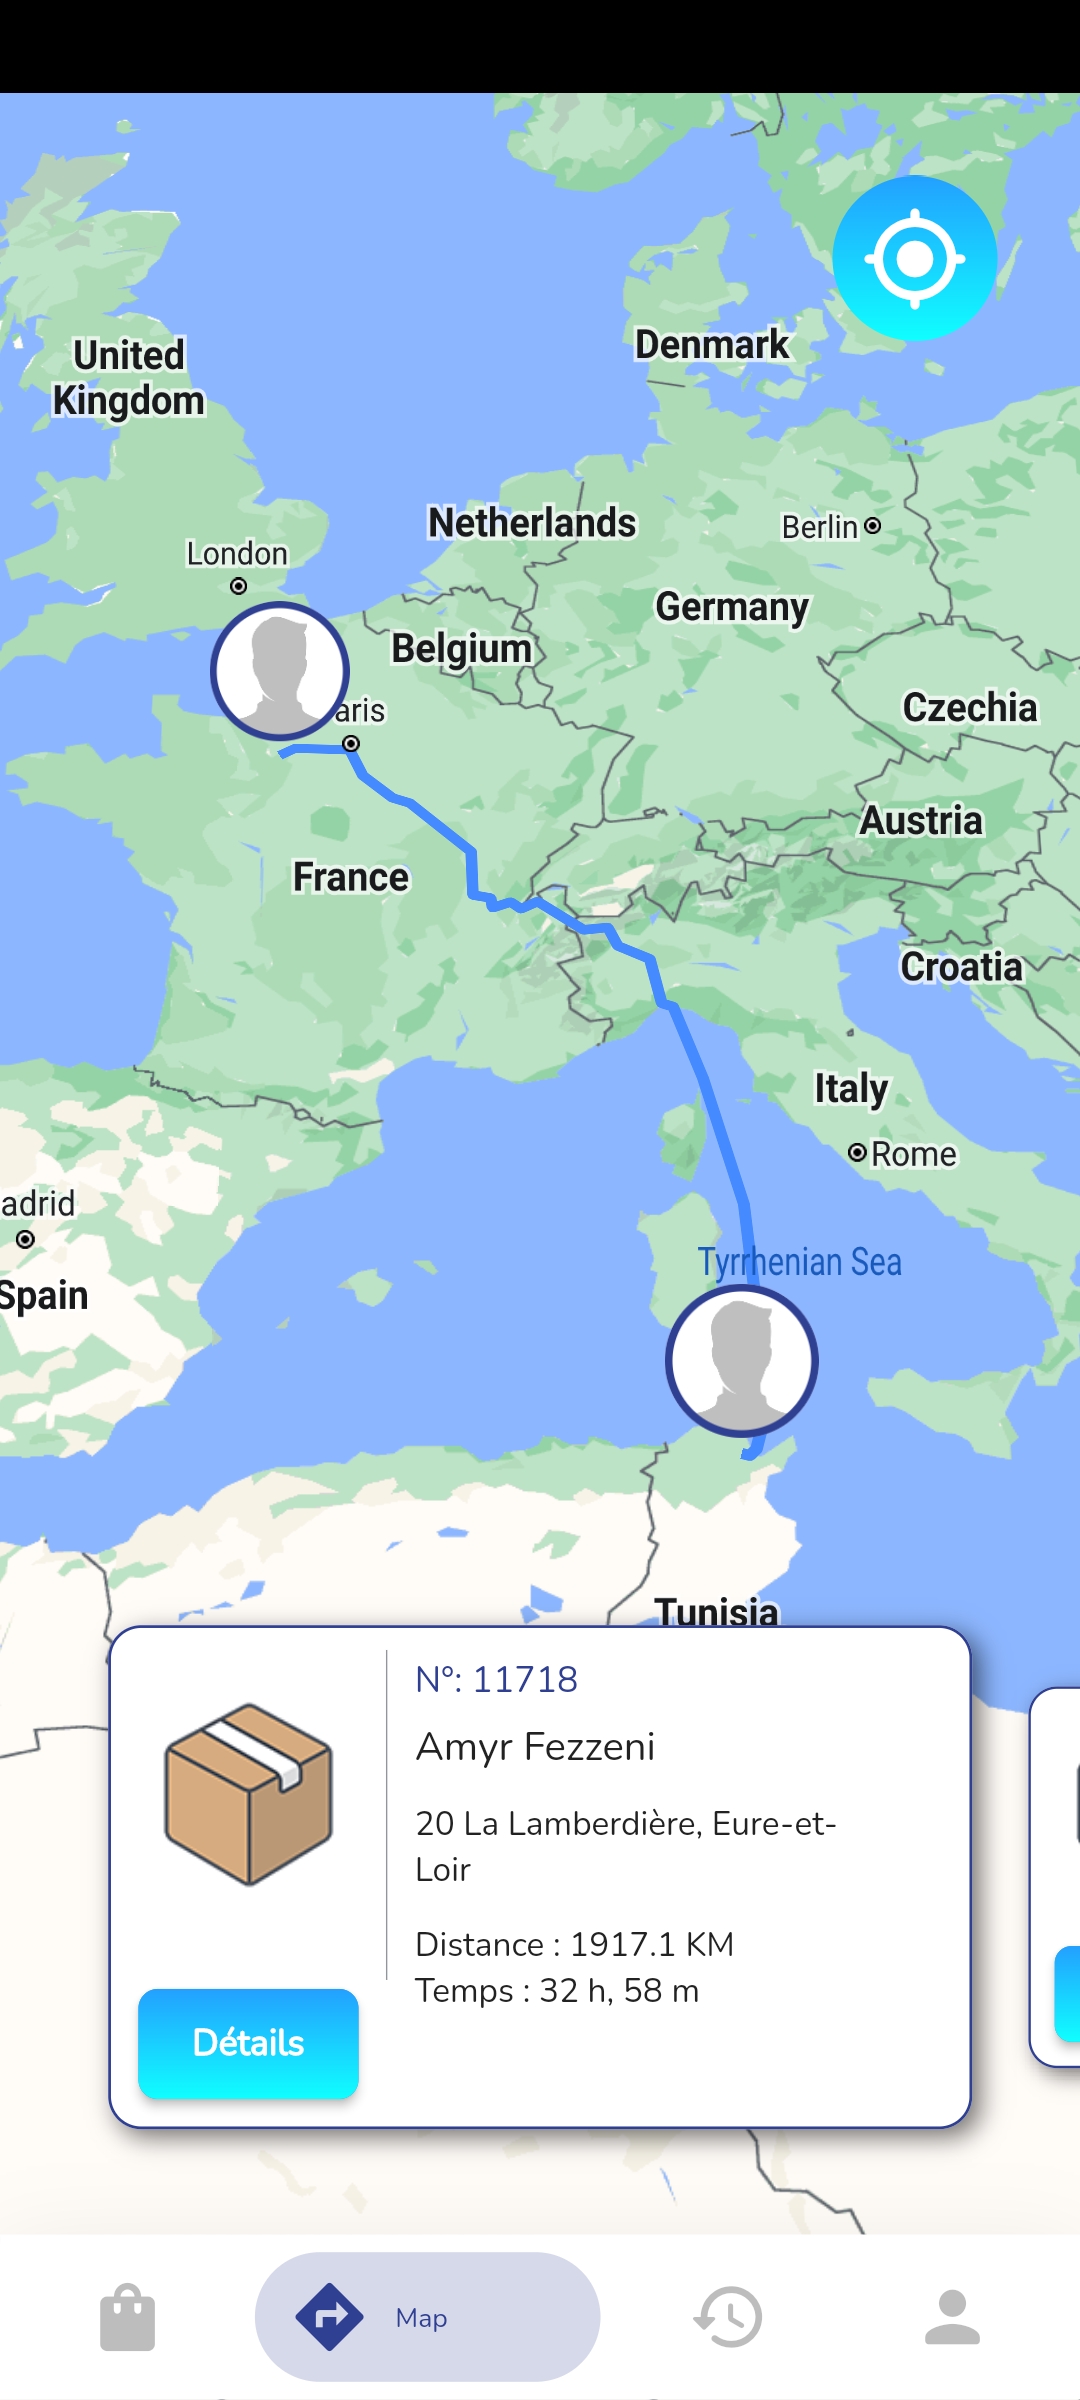 United
Kingdom
Denmark
Netherlands
Berlin
London
Germany
Belgium
aris
Czechia
Austria
France
Croatia
Italy
Rome
adrid
Tyrrhenian Sea
Spain
Tunisia
N°: 11718
Amyr Fezzeni
20 La Lamberdière, Eure-et-
Loir
Distance : 1917.1 KM
Temps : 32 h, 58 m
Détails
Map